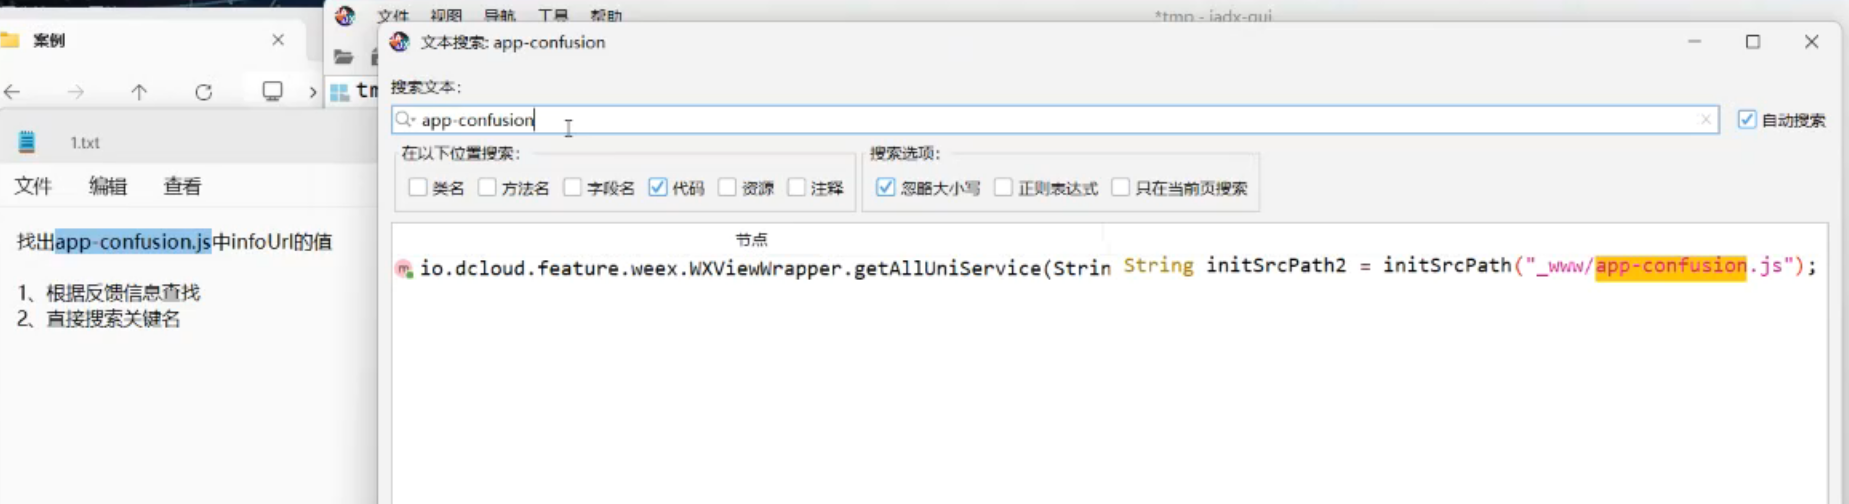 案例
文件 视图 导航 工具 帮助
*tmp - jadx-gui
文本搜索: app-confusion
搜索文本:
app-confusion
自动搜索
在以下位置搜索:
类名 方法名 字段名 代码 资源 注释
搜索选项:
忽略大小写 正则表达式 只在当前页搜索
节点
io.dcloud.feature.weex.WXViewWrapper.getAllUniService(Strin String initSrcPath2 = initSrcPath("_www/app-confusion.js");
1.txt
文件 编辑 查看
找出app-confusion.js中infoUrl的值
1、根据反馈信息查找
2、直接搜索关键名